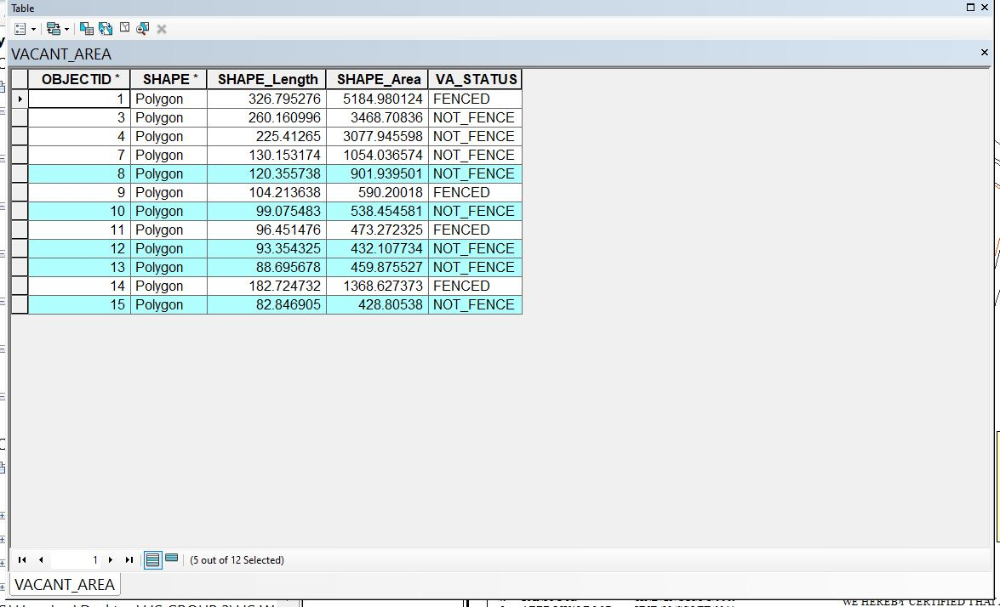 Table
VACANT_AREA
OBJECTID * SHAPE * SHAPE_Length SHAPE_Area VA_STATUS
1 Polygon 326.795276 5184.980124 FENCED
3 Polygon 260.160996 3468.70836 NOT_FENCE
4 Polygon 225.41265 3077.945598 NOT_FENCE
7 Polygon 130.153174 1054.036574 NOT_FENCE
8 Polygon 120.355738 901.939501 NOT_FENCE
9 Polygon 104.213638 590.20018 FENCED
10 Polygon 99.075483 538.454581 NOT_FENCE
11 Polygon 96.451476 473.272325 FENCED
12 Polygon 93.354325 432.107734 NOT_FENCE
13 Polygon 88.695678 459.875527 NOT_FENCE
14 Polygon 182.724732 1368.627373 FENCED
15 Polygon 82.846905 428.80538 NOT_FENCE
1 (5 out of 12 Selected)
VACANT_AREA
WE HEREBY CERTIFIED THAT